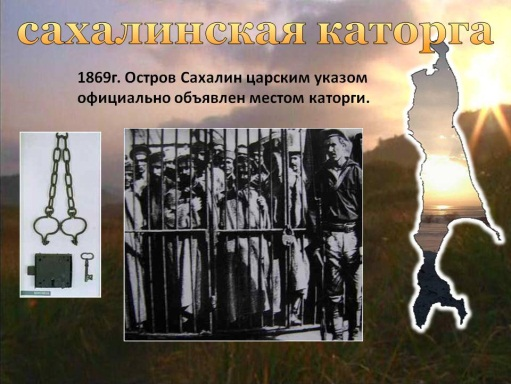 сахалинская каторга
1869г. Остров Сахалин царским указом
официально объявлен местом каторги.